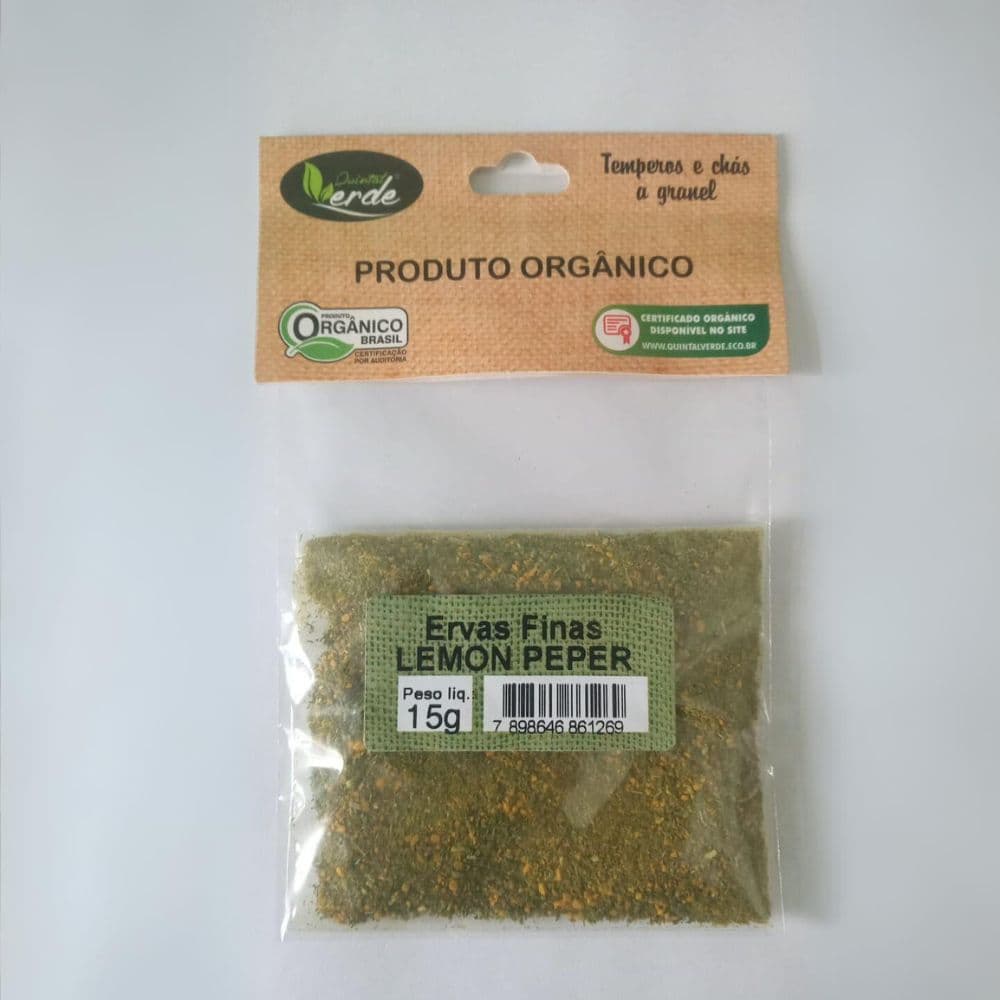 Quintal
Verde
Temperos e chás
a granel
PRODUTO ORGÂNICO
PRODUTO
ORGÂNICO
BRASIL
CERTIFICAÇÃO
POR AUDITORIA
CERTIFICADO ORGÂNICO
DISPONÍVEL NO SITE
WWW.QUINTALVERDE.ECO.BR
Ervas Finas
LEMON PEPER
Peso líq.:
15g
7 898646 861269